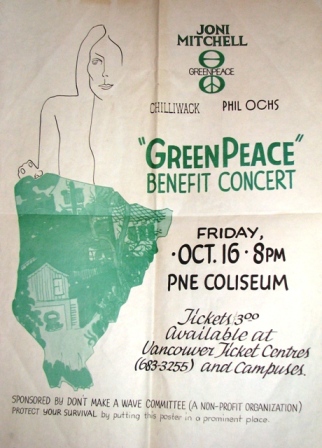 JONI
MITCHELL
GREENPEACE
CHILLIWACK PHIL OCHS
"GREENPEACE"
BENEFIT CONCERT
FRIDAY,
·OCT. 16 · 8PM
PNE COLISEUM
Tickets 3.00
Available at
Vancouver Ticket Centres
(683-3255) and Campuses.
SPONSORED BY DON'T MAKE A WAVE COMMITTEE (A NON-PROFIT ORGANIZATION)
PROTECT YOUR SURVIVAL by putting this poster in a prominent place.